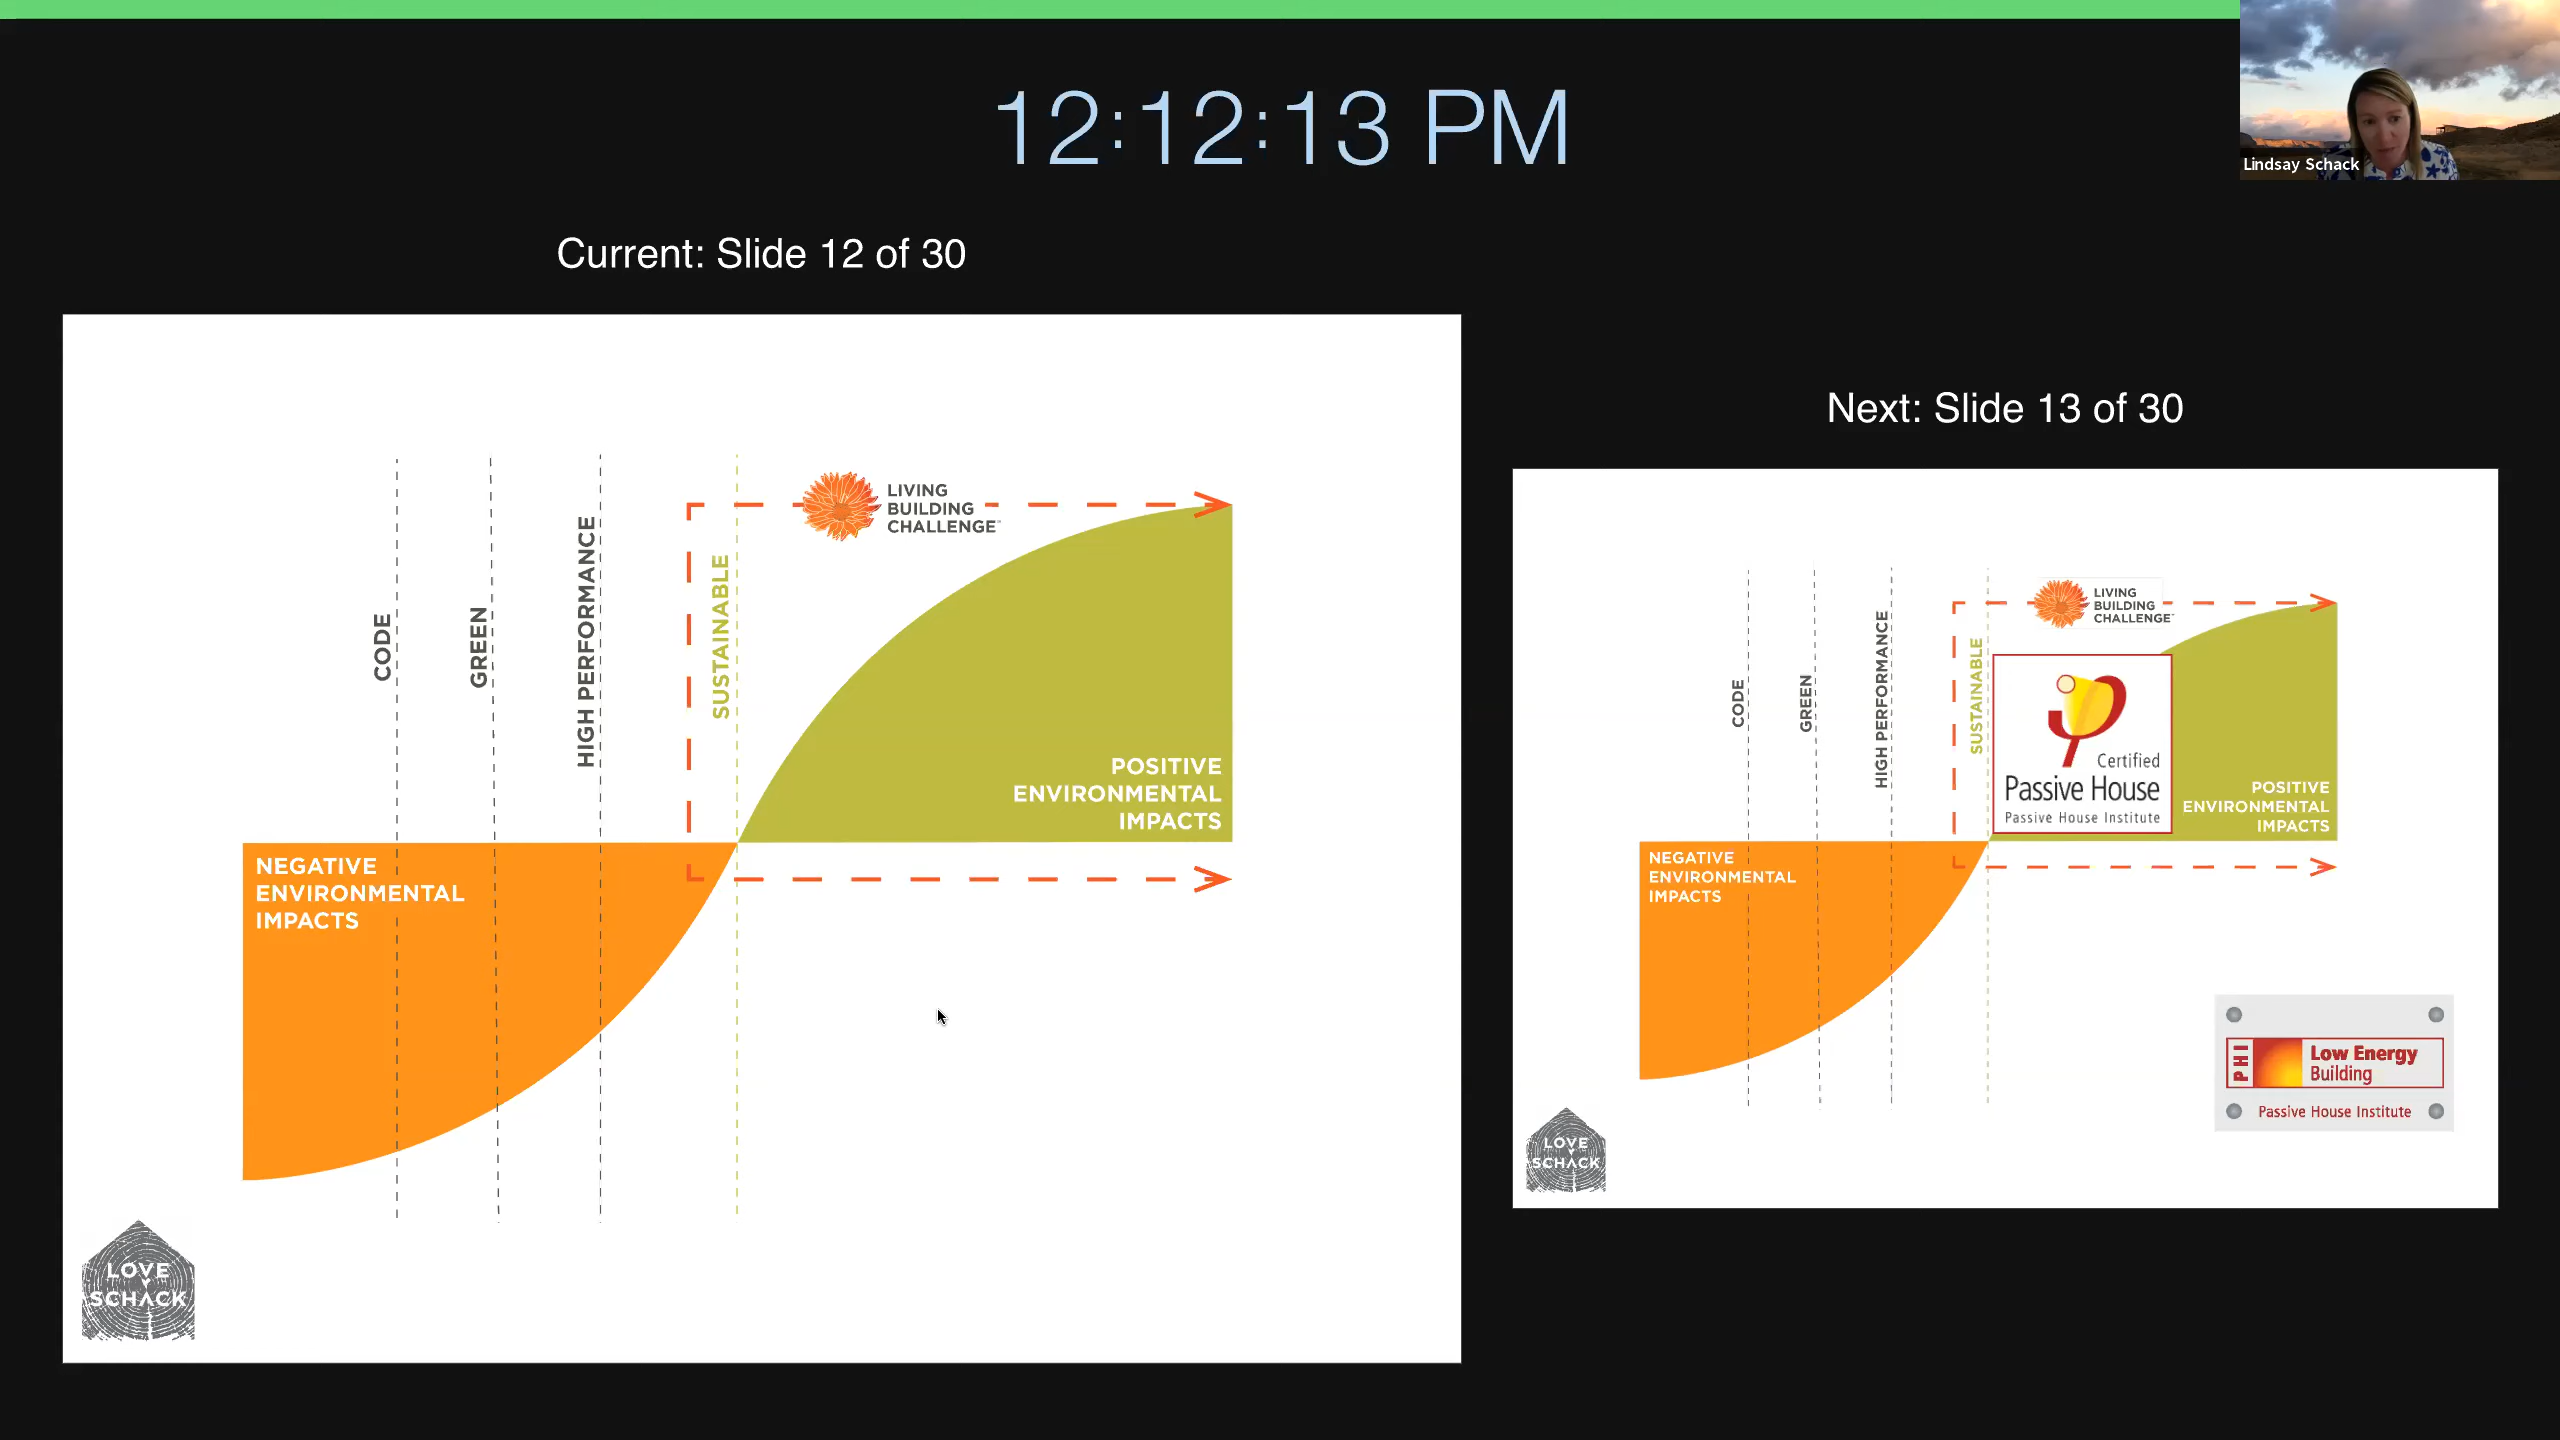 12:12:13 PM
Lindsay Schack
Current: Slide 12 of 30
LIVING
BUILDING
CHALLENGE™
CODE
GREEN
HIGH PERFORMANCE
SUSTAINABLE
POSITIVE
ENVIRONMENTAL
IMPACTS
NEGATIVE
ENVIRONMENTAL
IMPACTS
LOVE
SCHACK
Next: Slide 13 of 30
LIVING
BUILDING
CHALLENGE™
CODE
GREEN
HIGH PERFORMANCE
SUSTAINABLE
Certified
Passive House
Passive House Institute
POSITIVE
ENVIRONMENTAL
IMPACTS
NEGATIVE
ENVIRONMENTAL
IMPACTS
PHI
Low Energy
Building
Passive House Institute
LOVE
SCHACK